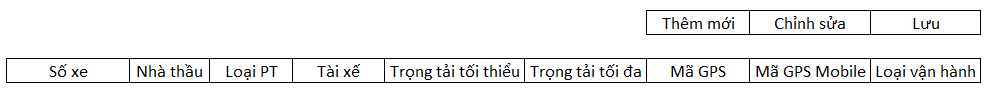 Thêm mới Chỉnh sửa Lưu
Số xe Nhà thầu Loại PT Tài xế Trọng tải tối thiểu Trọng tải tối đa Mã GPS Mã GPS Mobile Loại vận hành